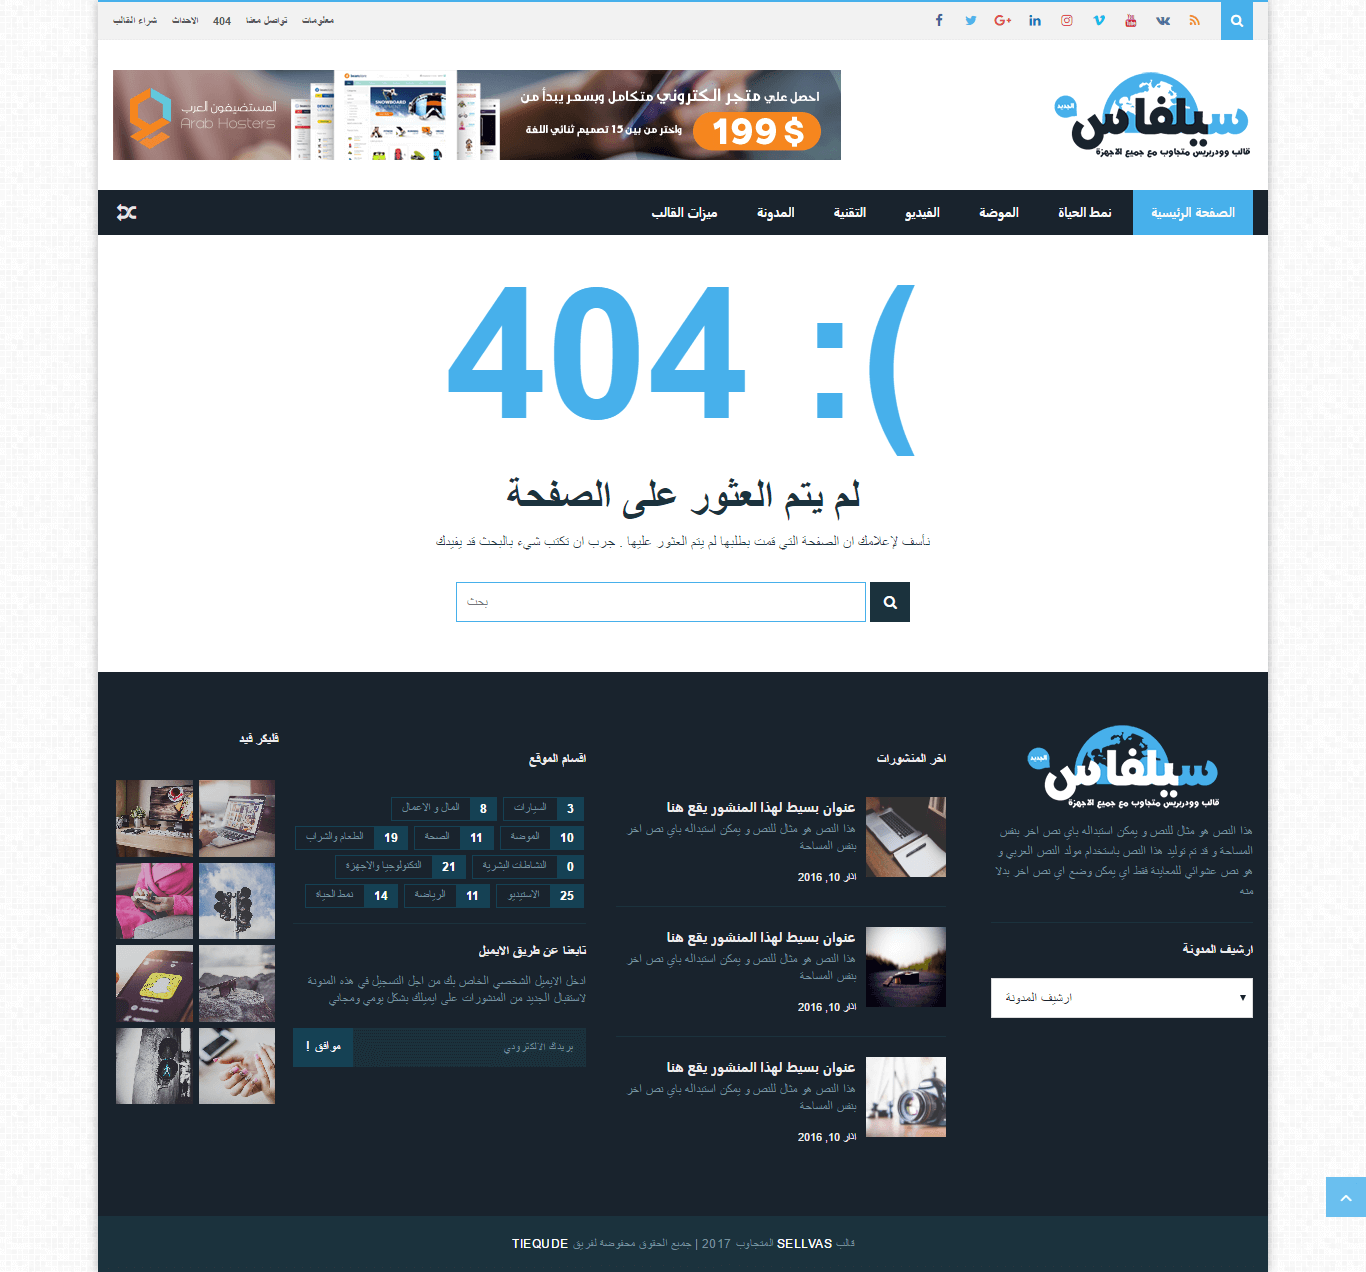 معلومات
تواصل معنا
404
الاحداث
شراء القالب
سيلفاس
الجديد
قالب وودربريس متجاوب مع جميع الاجهزة
احصل علي متجر الكتروني متكامل وبسعر يبدأ من
199 $
واختر من بين 15 تصميم ثنائي اللغة
SNOWBOARD
المستضيفون العرب
Arab Hosters
الصفحة الرئيسية
نمط الحياة
الموضة
الفيديو
التقنية
المدونة
ميزات القالب
404 :(
لم يتم العثور على الصفحة
نأسف لإعلامك ان الصفحة التي قمت بطلبها لم يتم العثور عليها . جرب ان تكتب شيء بالبحث قد يفيدك
بحث
سيلفاس
الجديد
قالب وودربريس متجاوب مع جميع الاجهزة
هذا النص هو مثال للنص و يمكن استبداله باي نص اخر بنفس
المساحة و قد تم توليد هذا النص باستخدام مولد النص العربي و
هو نص عشوائي للمعاينة فقط اي يمكن وضع اي نص اخر بدلا
منه
ارشيف المدونة
ارشيف المدونة
اخر المنشورات
عنوان بسيط لهذا المنشور يقع هنا
هذا النص هو مثال للنص و يمكن استبداله باي نص اخر
بنفس المساحة
اذار 10, 2016
عنوان بسيط لهذا المنشور يقع هنا
هذا النص هو مثال للنص و يمكن استبداله باي نص اخر
بنفس المساحة
اذار 10, 2016
عنوان بسيط لهذا المنشور يقع هنا
هذا النص هو مثال للنص و يمكن استبداله باي نص اخر
بنفس المساحة
اذار 10, 2016
اقسام الموقع
3 السيارات
8 المال و الاعمال
10 الموضة
11 الصحة
19 الطعام والشراب
0 النشاطات البشرية
21 التكنولوجيا والاجهزة
25 الاستيديو
11 الرياضة
14 نمط الحياة
تابعنا عن طريق الايميل
ادخل الايميل الشخصي الخاص بك من اجل التسجيل في هذه المدونة
لاستقبال الجديد من المنشورات على ايميلك بشكل يومي ومجاني
بريدك الالكتروني
موافق !
فليكر فيد
قالب SELLVAS المتجاوب 2017 | جميع الحقوق محفوضة لفريق TIEQUDE